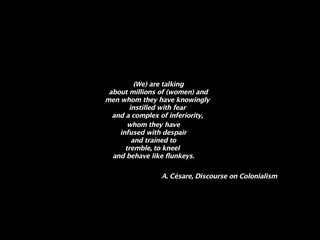 (We) are talking
about millions of (women) and
men whom they have knowingly
instilled with fear
and a complex of inferiority,
whom they have
infused with despair
and trained to
tremble, to kneel
and behave like flunkeys.
A. Césare, Discourse on Colonialism